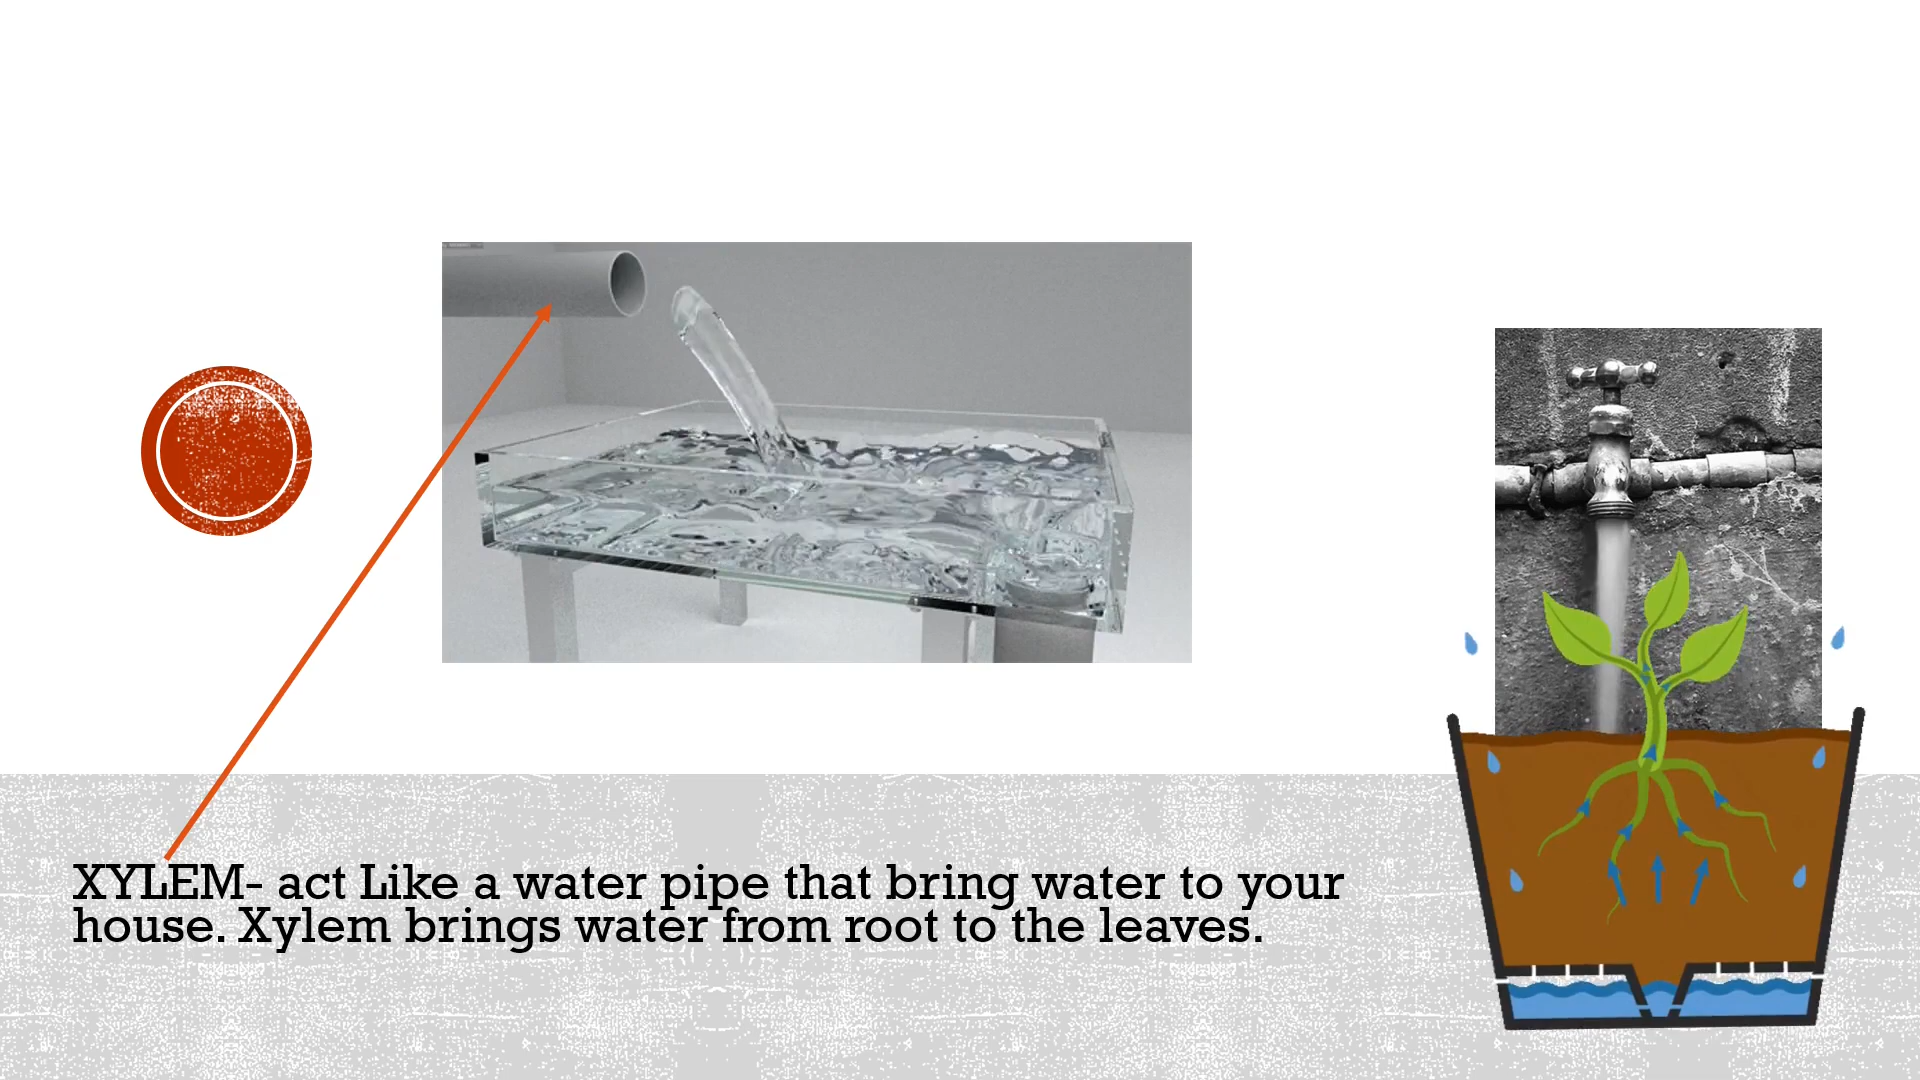 XYLEM- act Like a water pipe that bring water to your
house. Xylem brings water from root to the leaves.